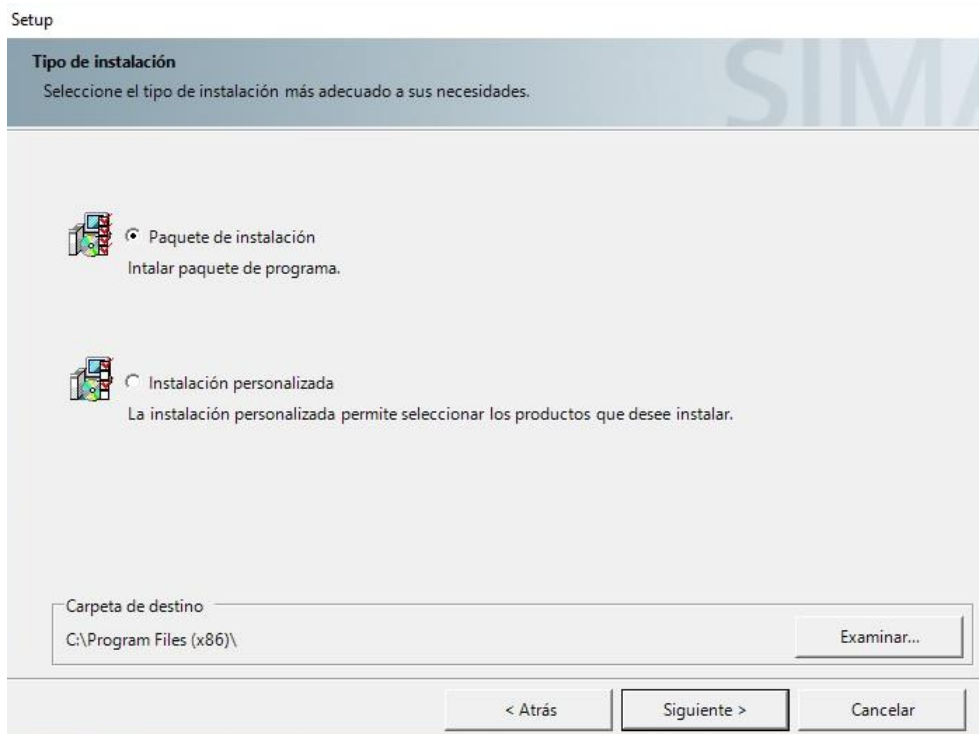 Setup
Tipo de instalación
Seleccione el tipo de instalación más adecuado a sus necesidades.
SIMA
Paquete de instalación
Intalar paquete de programa.
Instalación personalizada
La instalación personalizada permite seleccionar los productos que desee instalar.
Carpeta de destino
C:\Program Files (x86)\
Examinar...
< Atrás
Siguiente >
Cancelar